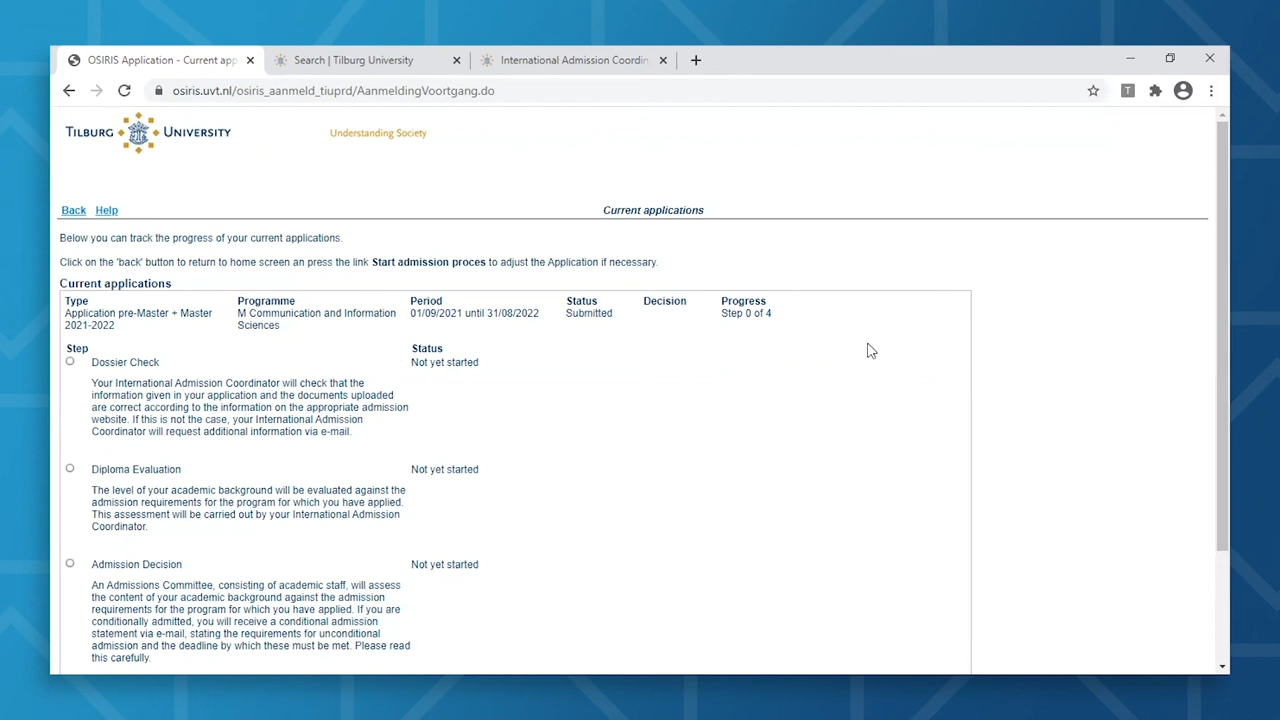 OSIRIS Application - Current app
Search | Tilburg University
International Admission Coordin
osiris.uvt.nl/osiris_aanmeld_tiuprd/AanmeldingVoortgang.do
T
TILBURG UNIVERSITY
Understanding Society
Back Help
Current applications
Below you can track the progress of your current applications.
Click on the 'back' button to return to home screen an press the link Start admission proces to adjust the Application if necessary.
Current applications
Type Programme Period Status Decision Progress
Application pre-Master + Master M Communication and Information 01/09/2021 until 31/08/2022 Submitted Step 0 of 4
2021-2022 Sciences
Step Status
Dossier Check Not yet started
Your International Admission Coordinator will check that the
information given in your application and the documents uploaded
are correct according to the information on the appropriate admission
website. If this is not the case, your International Admission
Coordinator will request additional information via e-mail.
Diploma Evaluation Not yet started
The level of your academic background will be evaluated against the
admission requirements for the program for which you have applied.
This assessment will be carried out by your International Admission
Coordinator.
Admission Decision Not yet started
An Admissions Committee, consisting of academic staff, will assess
the content of your academic background against the admission
requirements for the program for which you have applied. If you are
conditionally admitted, you will receive a conditional admission
statement via e-mail, stating the requirements for unconditional
admission and the deadline by which these must be met. Please read
this carefully.